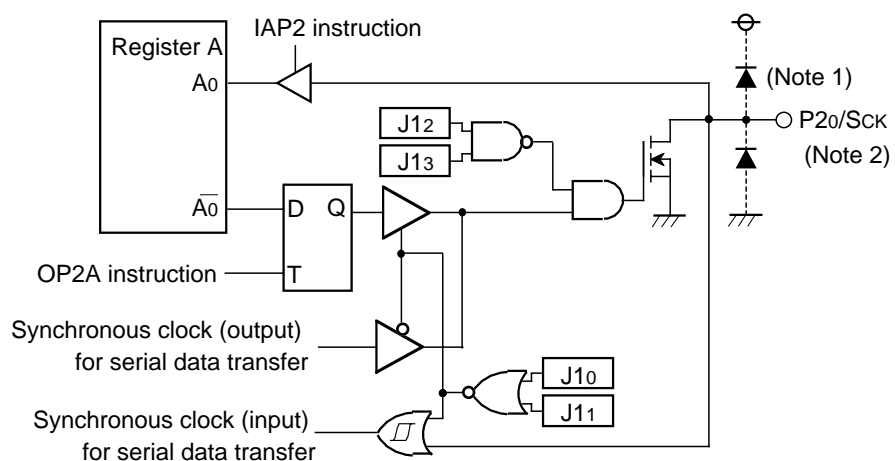 IAP2 instruction
Register A
A0
(Note 1)
P20/SCK
(Note 2)
J12
J13
A0
D
Q
T
OP2A instruction
Synchronous clock (output)
for serial data transfer
J10
J11
Synchronous clock (input)
for serial data transfer